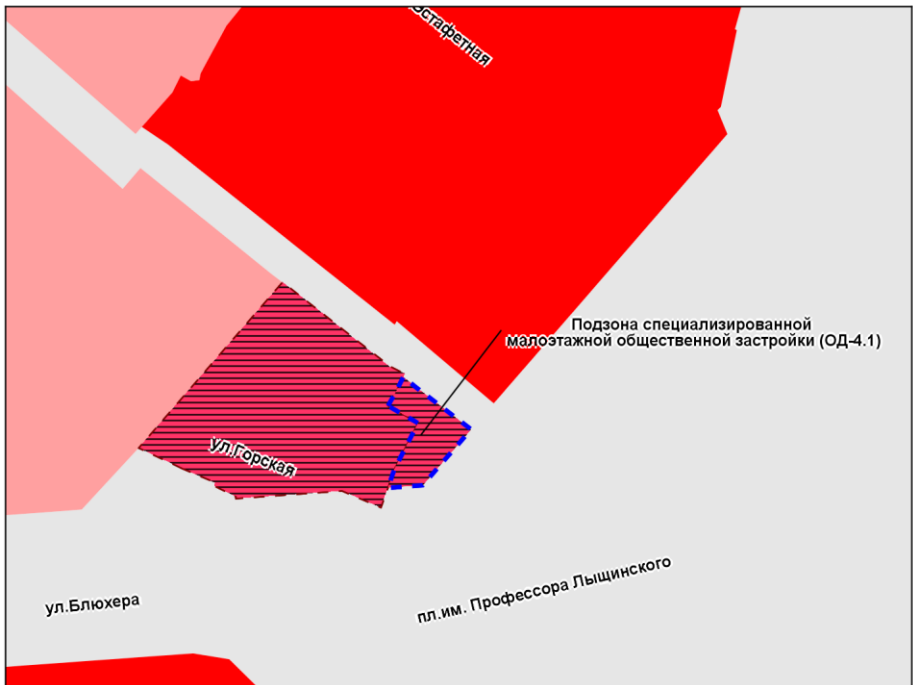 Эстафетная
Подзона специализированной
малоэтажной общественной застройки (ОД-4.1)
ул.Горская
пл.им. Профессора Лыщинского
ул.Блюхера